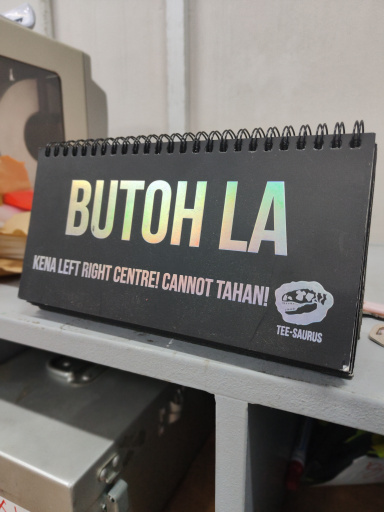 BUTOH LA
KENA LEFT RIGHT CENTRE! CANNOT TAHAN!
TEE-SAURUS